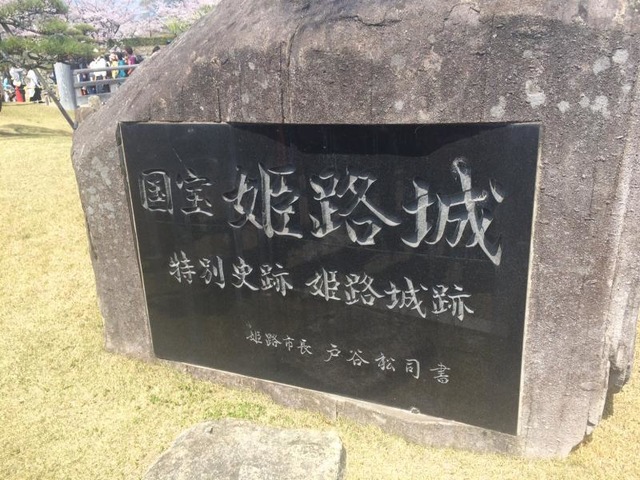 国宝 姫路城
特別史跡 姫路城跡
姫路市長 戸谷松司 書